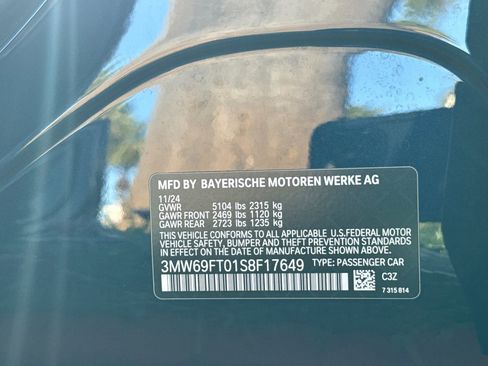 MFD BY BAYERISCHE MOTOREN WERKE AG
11/24
GVWR 5104 lbs 2315 kg
GAWR FRONT 2469 lbs 1120 kg
GAWR REAR 2723 lbs 1235 kg
THIS VEHICLE CONFORMS TO ALL APPLICABLE U.S.FEDERAL MOTOR
VEHICLE SAFETY, BUMPER AND THEFT PREVENTION STANDARDS
IN EFFECT ON THE DATE OF MANUFACTURE SHOWN ABOVE.
3MW69FT01S8F17649
TYPE: PASSENGER CAR
C3Z
7 315 814